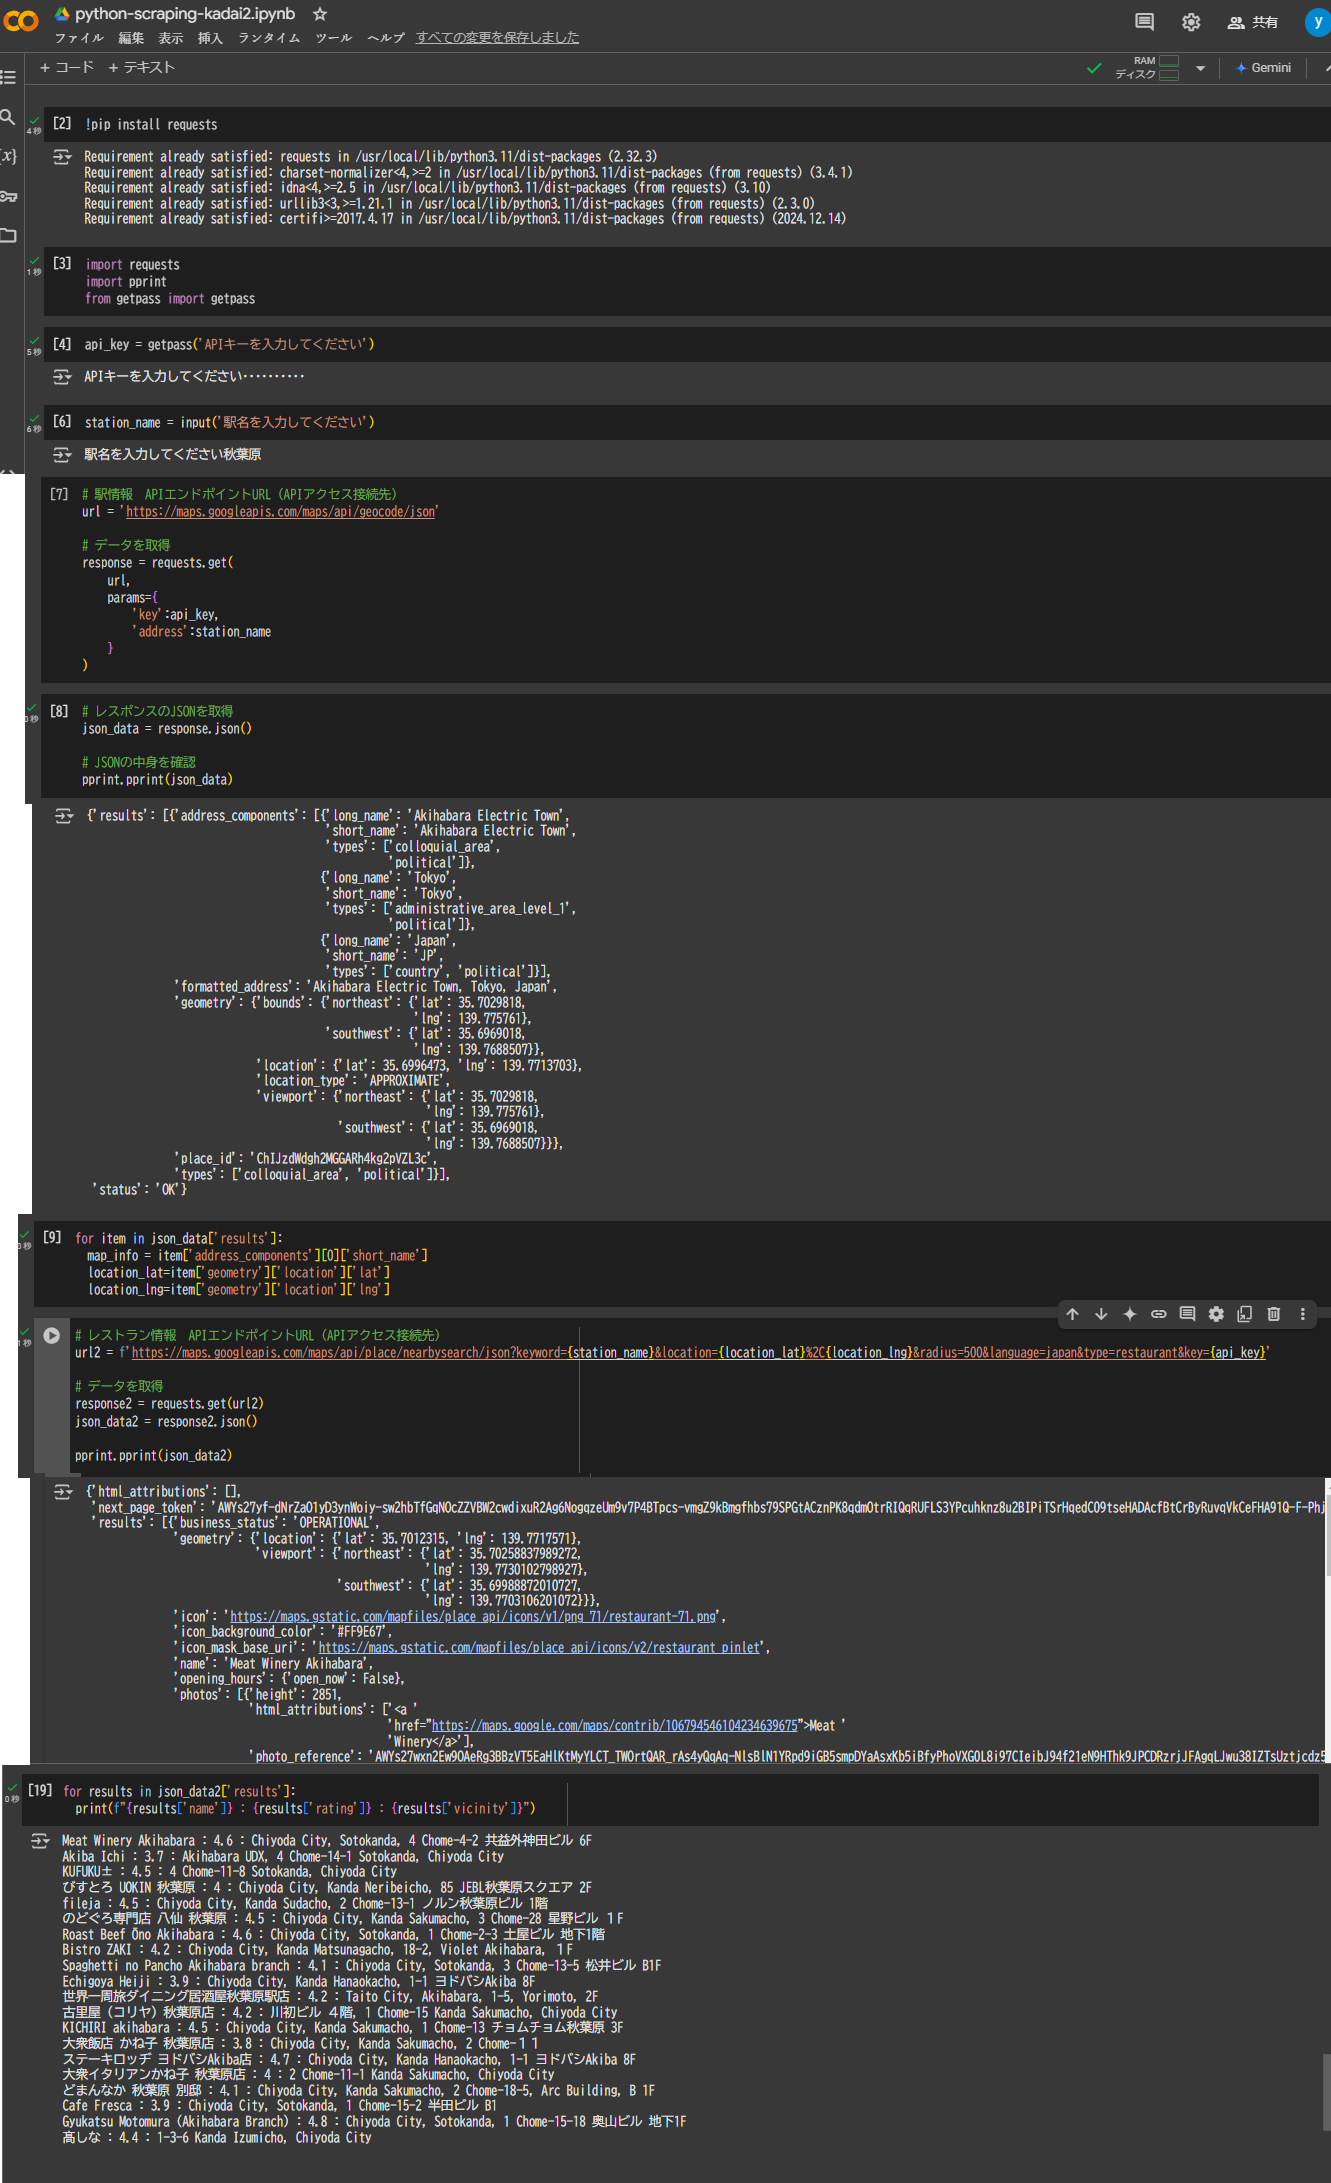 python-scraping-kadai2.ipynb
ファイル 編集 表示 挿入 ランタイム ツール ヘルプ すべての変更を保存しました
共有
y
+ コード + テキスト
RAM
ディスク
Gemini
[2] !pip install requests
4 秒
Requirement already satisfied: requests in /usr/local/lib/python3.11/dist-packages (2.32.3)
Requirement already satisfied: charset-normalizer<4,>=2 in /usr/local/lib/python3.11/dist-packages (from requests) (3.4.1)
Requirement already satisfied: idna<4,>=2.5 in /usr/local/lib/python3.11/dist-packages (from requests) (3.10)
Requirement already satisfied: urllib3<3,>=1.21.1 in /usr/local/lib/python3.11/dist-packages (from requests) (2.3.0)
Requirement already satisfied: certifi>=2017.4.17 in /usr/local/lib/python3.11/dist-packages (from requests) (2024.12.14)
[3] import requests
1 秒
import pprint
from getpass import getpass
[4] api_key = getpass('APIキーを入力してください')
5 秒
APIキーを入力してください··········
[6] station_name = input('駅名を入力してください')
6 秒
駅名を入力してください秋葉原
[7] # 駅情報　APIエンドポイントURL (APIアクセス接続先)
url = 'https://maps.googleapis.com/maps/api/geocode/json'
# データを取得
response = requests.get(
url,
params={
'key':api_key,
'address':station_name
}
)
[8] # レスポンスのJSONを取得
0 秒
json_data = response.json()
# JSONの中身を確認
pprint.pprint(json_data)
{'results': [{'address_components': [{'long_name': 'Akihabara Electric Town',
'short_name': 'Akihabara Electric Town',
'types': ['colloquial_area',
'political']},
{'long_name': 'Tokyo',
'short_name': 'Tokyo',
'types': ['administrative_area_level_1',
'political']},
{'long_name': 'Japan',
'short_name': 'JP',
'types': ['country', 'political']}],
'formatted_address': 'Akihabara Electric Town, Tokyo, Japan',
'geometry': {'bounds': {'northeast': {'lat': 35.7029818,
'lng': 139.775761},
'southwest': {'lat': 35.6969018,
'lng': 139.7688507}},
'location': {'lat': 35.6996473, 'lng': 139.7713703},
'location_type': 'APPROXIMATE',
'viewport': {'northeast': {'lat': 35.7029818,
'lng': 139.775761},
'southwest': {'lat': 35.6969018,
'lng': 139.7688507}}},
'place_id': 'ChIJzdWdgh2MGGARh4kg2pVZL3c',
'types': ['colloquial_area', 'political']}],
'status': 'OK'}
[9] for item in json_data['results']:
0 秒
map_info = item['address_components'][0]['short_name']
location_lat=item['geometry']['location']['lat']
location_lng=item['geometry']['location']['lng']
# レストラン情報　APIエンドポイントURL (APIアクセス接続先)
1 秒
url2 = f'https://maps.googleapis.com/maps/api/place/nearbysearch/json?keyword={station_name}&location={location_lat}%2C{location_lng}&radius=500&language=japan&type=restaurant&key={api_key}'
# データを取得
response2 = requests.get(url2)
json_data2 = response2.json()
pprint.pprint(json_data2)
{'html_attributions': [],
'next_page_token':
'results': [{'business_status': 'OPERATIONAL',
'geometry': {'location': {'lat': 35.7012315, 'lng': 139.7717571},
'viewport': {'northeast': {'lat': 35.70258837989272,
'lng': 139.7730102798927},
'southwest': {'lat': 35.69988872010727,
'lng': 139.7703106201072}}},
'icon': 'https://maps.gstatic.com/mapfiles/place_api/icons/v1/png_71/restaurant-71.png',
'icon_background_color': '#FF9E67',
'icon_mask_base_uri': 'https://maps.gstatic.com/mapfiles/place_api/icons/v2/restaurant_pinlet',
'name': 'Meat Winery Akihabara',
'opening_hours': {'open_now': False},
'photos': [{'height': 2851,
'html_attributions': ['<a '
'href="https://maps.google.com/maps/contrib/106794546104234639675">Meat '
'Winery</a>'],
'photo_reference':
[19] for results in json_data2['results']:
0 秒
print(f"{results['name']} : {results['rating']} : {results['vicinity']}")
Meat Winery Akihabara : 4.6 : Chiyoda City, Sotokanda, 4 Chome-4-2 共益外神田ビル 6F
Akiba Ichi : 3.7 : Akihabara UDX, 4 Chome-14-1 Sotokanda, Chiyoda City
KUFUKU± : 4.5 : 4 Chome-11-8 Sotokanda, Chiyoda City
びすとろ UOKIN 秋葉原 : 4 : Chiyoda City, Kanda Neribeicho, 85 JEBL秋葉原スクエア 2F
fileja : 4.5 : Chiyoda City, Kanda Sudacho, 2 Chome-13-1 ノルン秋葉原ビル 1階
のどぐろ専門店 八仙 秋葉原 : 4.5 : Chiyoda City, Kanda Sakumacho, 3 Chome-28 星野ビル １F
Roast Beef Ōno Akihabara : 4.6 : Chiyoda City, Sotokanda, 1 Chome-2-3 土屋ビル 地下1階
Bistro ZAKI : 4.2 : Chiyoda City, Kanda Matsunagacho, 18-2, Violet Akihabara, １F
Spaghetti no Pancho Akihabara branch : 4.1 : Chiyoda City, Sotokanda, 3 Chome-13-5 松井ビル B1F
Echigoya Heiji : 3.9 : Chiyoda City, Kanda Hanaokacho, 1-1 ヨドバシAkiba 8F
世界一周旅ダイニング居酒屋秋葉原駅店 : 4.2 : Taito City, Akihabara, 1-5, Yorimoto, 2F
古里屋（コリヤ）秋葉原店 : 4.2 : 川初ビル ４階, 1 Chome-15 Kanda Sakumacho, Chiyoda City
KICHIRI akihabara : 4.5 : Chiyoda City, Kanda Sakumacho, 1 Chome-13 チョムチョム秋葉原 3F
大衆飯店 かね子 秋葉原店 : 3.8 : Chiyoda City, Kanda Sakumacho, 2 Chome-１１
ステーキロッヂ ヨドバシAkiba店 : 4.7 : Chiyoda City, Kanda Hanaokacho, 1-1 ヨドバシAkiba 8F
大衆イタリアンかね子 秋葉原店 : 4 : 2 Chome-11-1 Kanda Sakumacho, Chiyoda City
どまんなか 秋葉原 別邸 : 4.1 : Chiyoda City, Kanda Sakumacho, 2 Chome-18-5, Arc Building, B 1F
Cafe Fresca : 3.9 : Chiyoda City, Sotokanda, 1 Chome-15-2 半田ビル B1
Gyukatsu Motomura (Akihabara Branch) : 4.8 : Chiyoda City, Sotokanda, 1 Chome-15-18 奥山ビル 地下1F
髙しな : 4.4 : 1-3-6 Kanda Izumicho, Chiyoda City